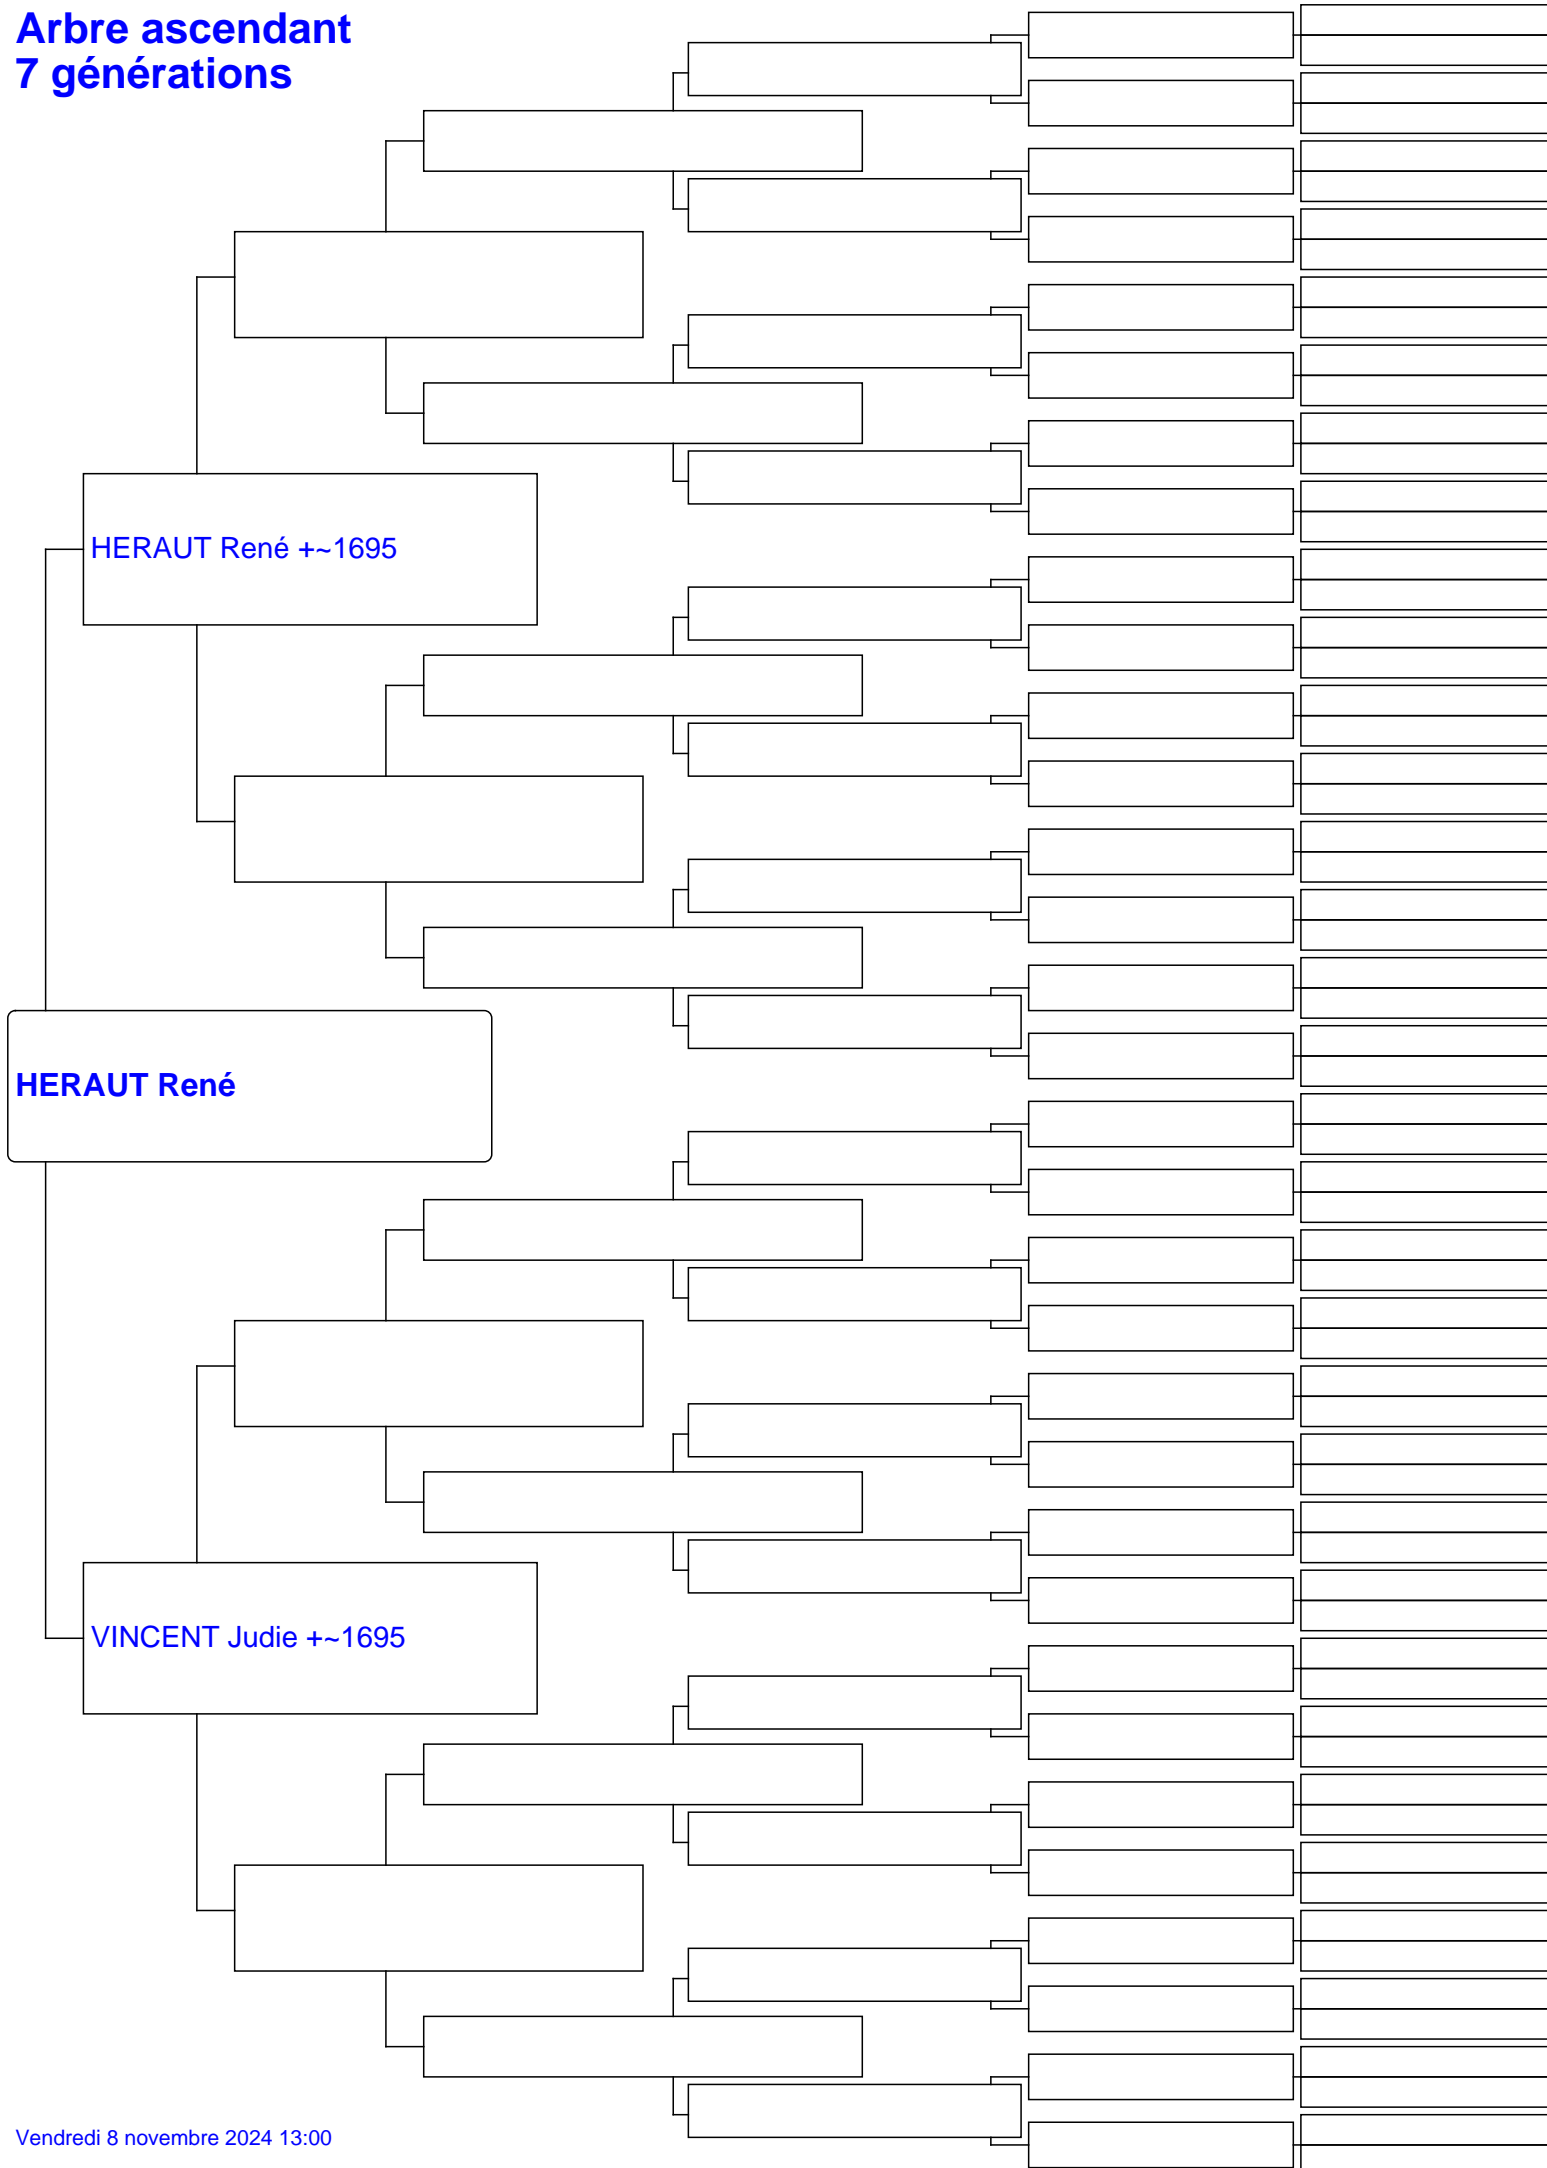 Arbre ascendant
7 générations
HERAUT René +~1695
HERAUT René
VINCENT Judie +~1695
Vendredi 8 novembre 2024 13:00